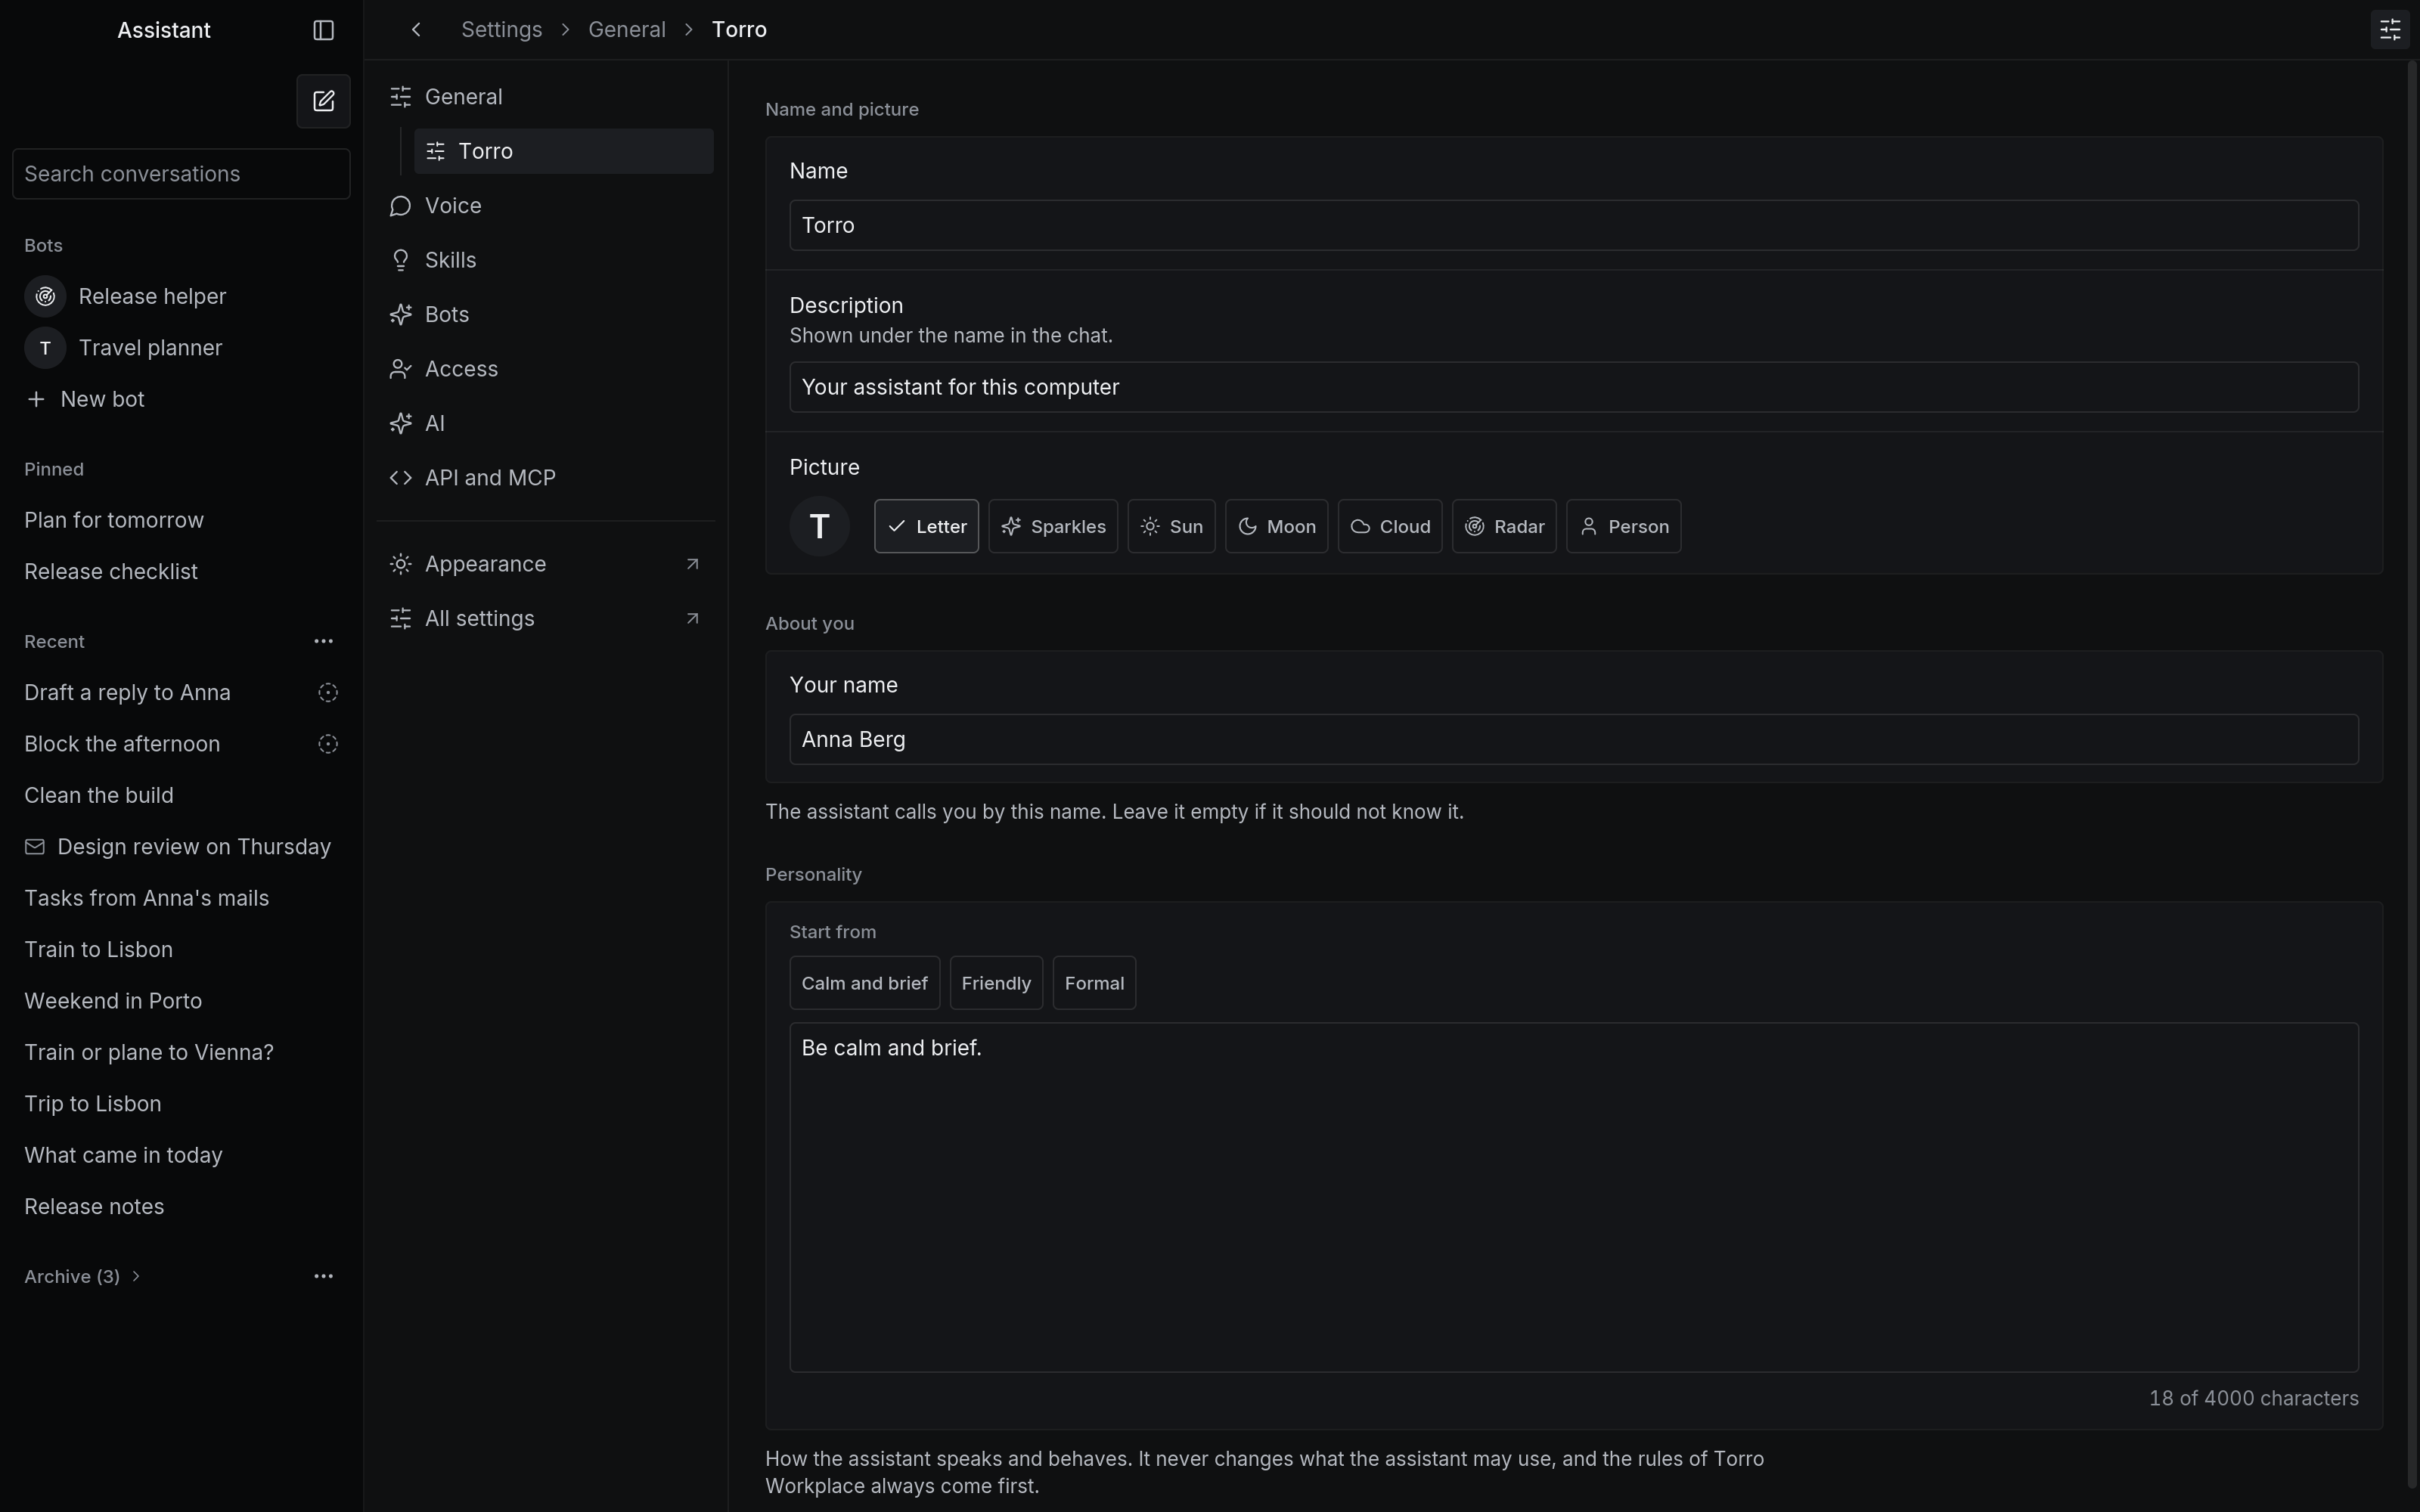 Assistant
Search conversations
Bots
Release helper
T Travel planner
New bot
Pinned
Plan for tomorrow
Release checklist
Recent
Draft a reply to Anna
Block the afternoon
Clean the build
Design review on Thursday
Tasks from Anna's mails
Train to Lisbon
Weekend in Porto
Train or plane to Vienna?
Trip to Lisbon
What came in today
Release notes
Archive (3)
Settings General Torro
General
Torro
Voice
Skills
Bots
Access
AI
API and MCP
Appearance
All settings
Name and picture
Name
Torro
Description
Shown under the name in the chat.
Your assistant for this computer
Picture
T Letter Sparkles Sun Moon Cloud Radar Person
About you
Your name
Anna Berg
The assistant calls you by this name. Leave it empty if it should not know it.
Personality
Start from
Calm and brief Friendly Formal
Be calm and brief.
18 of 4000 characters
How the assistant speaks and behaves. It never changes what the assistant may use, and the rules of Torro
Workplace always come first.